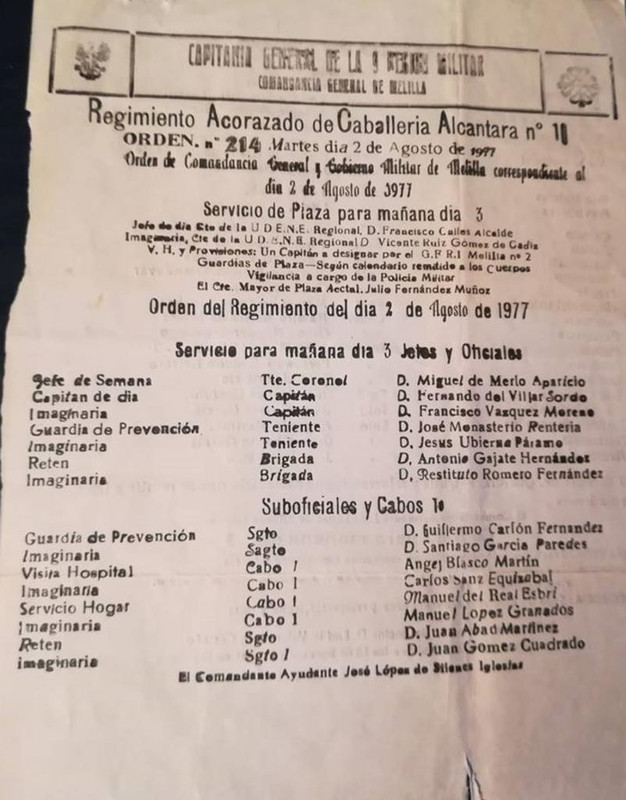 CAPITANIA GENERAL DE LA 9 REGION MILITAR
COMANDANCIA GENERAL DE MELILLA
Regimiento Acorazado de Caballeria Alcantara n° 10
ORDEN. n° 214 Martes dia 2 de Agosto de 1977
Orden de Comandancia General y Gobierno Militar de Melilla correspondiente al
dia 2 de Agosto de 1977
Servicio de Plaza para mañana dia 3
Jefe de dia Cto de la U D E.N.E. Regional, D. Francisco Calles Alcalde
Imaginaria, Cte de la U D.E.N.E. Regional D Vicente Ruiz Gómez de Cadiz
V. H. y Provisiones: Un Capitán a designar por el G.F.R.I Melilla nº 2
Guardias de Plaza—Según calendario remdido a los Cuerpos
Vigilancia a cargo de la Policia Militar
El Cte. Mayor de Plaza Aectal. Julio Fernández Muñoz
Orden del Regimiento del dia 2 de Agosto de 1977
Servicio para mañana dia 3 Jefes y Oficiales
Jefe de Semana Tte. Coronel D. Miguel de Merlo Aparicio
Capitan de dia Capitán D. Fernando del Villar Sordo
Imaginaria Capitán D. Francisco Vazquez Moreno
Guardia de Prevención Teniente D. José Monasterio Renteria
Imaginaria Teniente D. Jesus Ubierna Páramo
Reten Brigada D. Antonio Gajate Hernández
Imaginaria Brigada D. Restituto Romero Fernández
Suboficiales y Cabos 1º
Guardia de Prevención Sgto D. Guillermo Carlón Fernandez
Imaginaria Sagto D. Santiago Garcia Paredes
Visita Hospital Cabo 1 Angel Blasco Martín
Imaginaria Cabo 1 Carlos Sanz Equizabal
Servicio Hogar Cabo 1 Manuel del Real Esbri
Imaginaria Cabo 1 Manuel Lopez Granados
Reten Sgto D. Juan Abad Martinez
imaginaria Sgto 1 D. Juan Gomez Cuadrado
El Comandante Ayudante José López de Silanes Iglesias